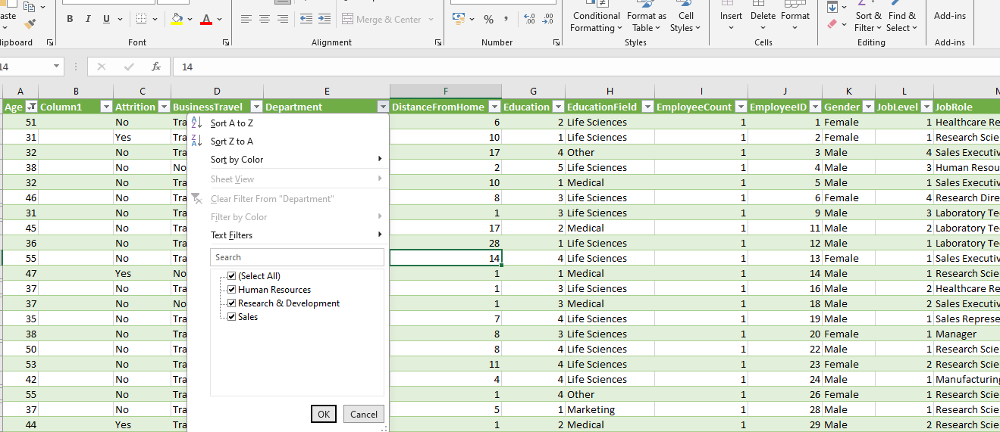 aste
B I U Merge & Center % , Conditional Format as Cell Insert Delete Format Sort & Find & Add-ins
Formatting Table Styles Filter Select
lipboard Font Alignment Number Styles Cells Editing Add-ins
14 fx 14
A B C D E F G H I J K L
Age Column1 Attrition BusinessTravel Department DistanceFromHome Education EducationField EmployeeCount EmployeeID Gender JobLevel JobRole
51 No Tra 6 2 Life Sciences 1 1 Female 1 Healthcare Re
31 Yes Tra 10 1 Life Sciences 1 2 Female 1 Research Scie
32 No Tra 17 4 Other 1 3 Male 4 Sales Executiv
38 No No 2 5 Life Sciences 1 4 Male 3 Human Resou
32 No Tra 10 1 Medical 1 5 Male 1 Sales Executiv
46 No Tra 8 3 Life Sciences 1 6 Female 4 Research Dire
31 No Tra 1 3 Life Sciences 1 9 Male 3 Laboratory Te
45 No Tra 17 2 Medical 1 11 Male 2 Laboratory Te
36 No Tra 28 1 Life Sciences 1 12 Male 1 Laboratory Te
55 No Tra 14 4 Life Sciences 1 13 Female 1 Sales Executiv
47 Yes No 1 1 Medical 1 14 Male 1 Research Scie
37 No Tra 1 3 Life Sciences 1 16 Male 2 Healthcare Re
37 No No 1 3 Medical 1 18 Male 2 Sales Executiv
35 No Tra 7 4 Life Sciences 1 19 Male 1 Sales Represe
38 No Tra 8 3 Life Sciences 1 20 Female 1 Manager
50 No Tra 8 4 Life Sciences 1 22 Male 1 Research Scie
53 No Tra 11 4 Life Sciences 1 23 Female 2 Research Scie
42 No Tra 4 4 Life Sciences 1 24 Male 1 Manufacturing
55 No Tra 1 4 Other 1 26 Female 1 Research Scie
37 No Tra 5 1 Marketing 1 28 Male 1 Research Scie
44 Yes Tra 1 2 Medical 1 29 Male 2 Research Scie
Sort A to Z
Sort Z to A
Sort by Color
Sheet View
Clear Filter From "Department"
Filter by Color
Text Filters
Search
(Select All)
Human Resources
Research & Development
Sales
OK Cancel